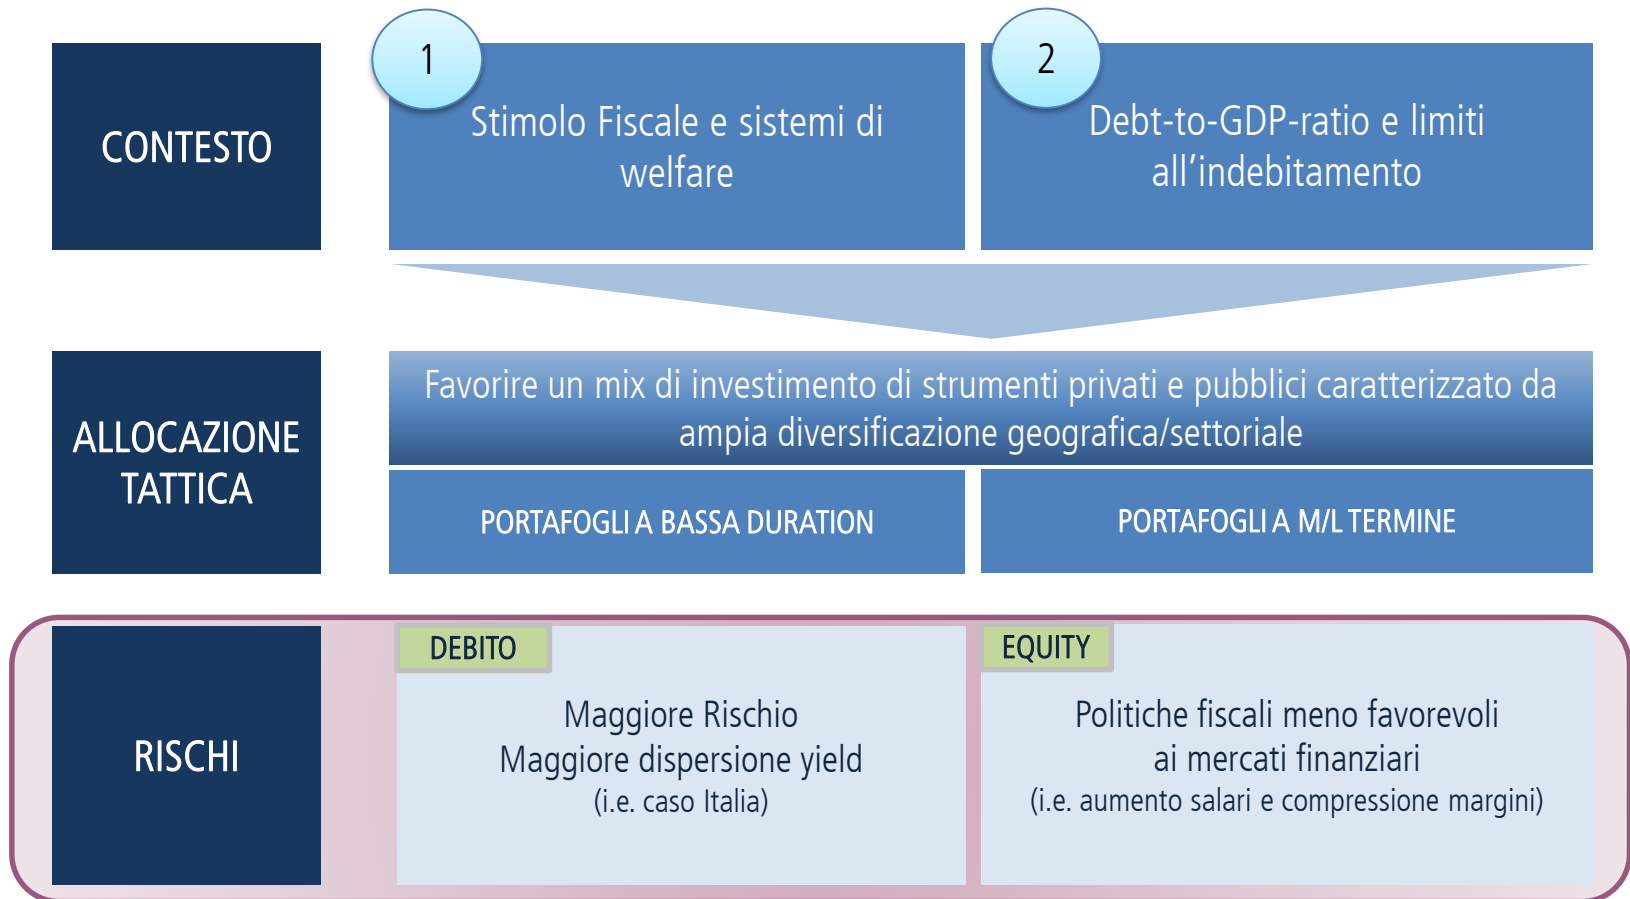 CONTESTO
1
Stimolo Fiscale e sistemi di
welfare
2
Debt-to-GDP-ratio e limiti
all’indebitamento
ALLOCAZIONE
TATTICA
Favorire un mix di investimento di strumenti privati e pubblici caratterizzato da
ampia diversificazione geografica/settoriale
PORTAFOGLI A BASSA DURATION
PORTAFOGLI A M/L TERMINE
RISCHI
DEBITO
Maggiore Rischio
Maggiore dispersione yield
(i.e. caso Italia)
EQUITY
Politiche fiscali meno favorevoli
ai mercati finanziari
(i.e. aumento salari e compressione margini)